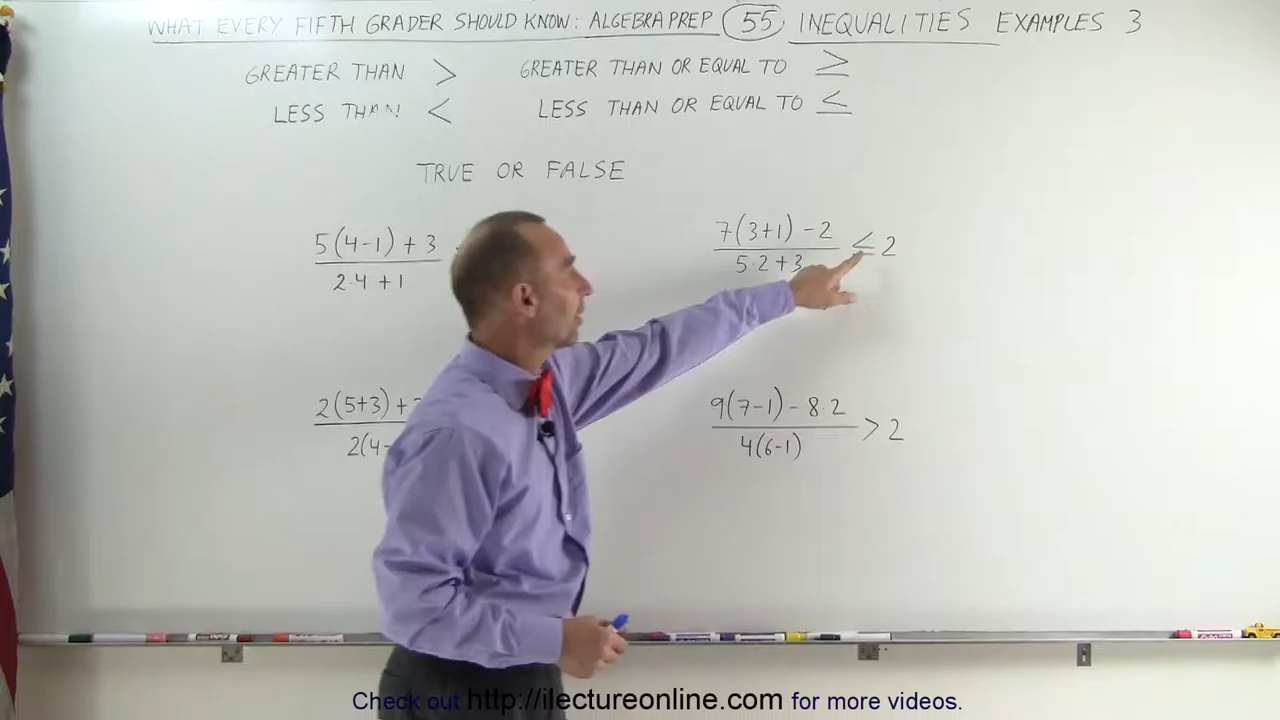 WHAT EVERY FIFTH GRADER SHOULD KNOW: ALGEBRA PREP 55 INEQUALITIES EXAMPLES 3
GREATER THAN > GREATER THAN OR EQUAL TO ≥
LESS THAN < LESS THAN OR EQUAL TO ≤
TRUE OR FALSE
5(4-1)+3
2·4+1
7(3+1)-2 ≤ 2
5·2+3
2(5+3)+
2(4-
9(7-1)-8·2 > 2
4(6-1)
Check out http://ilectureonline.com for more videos.